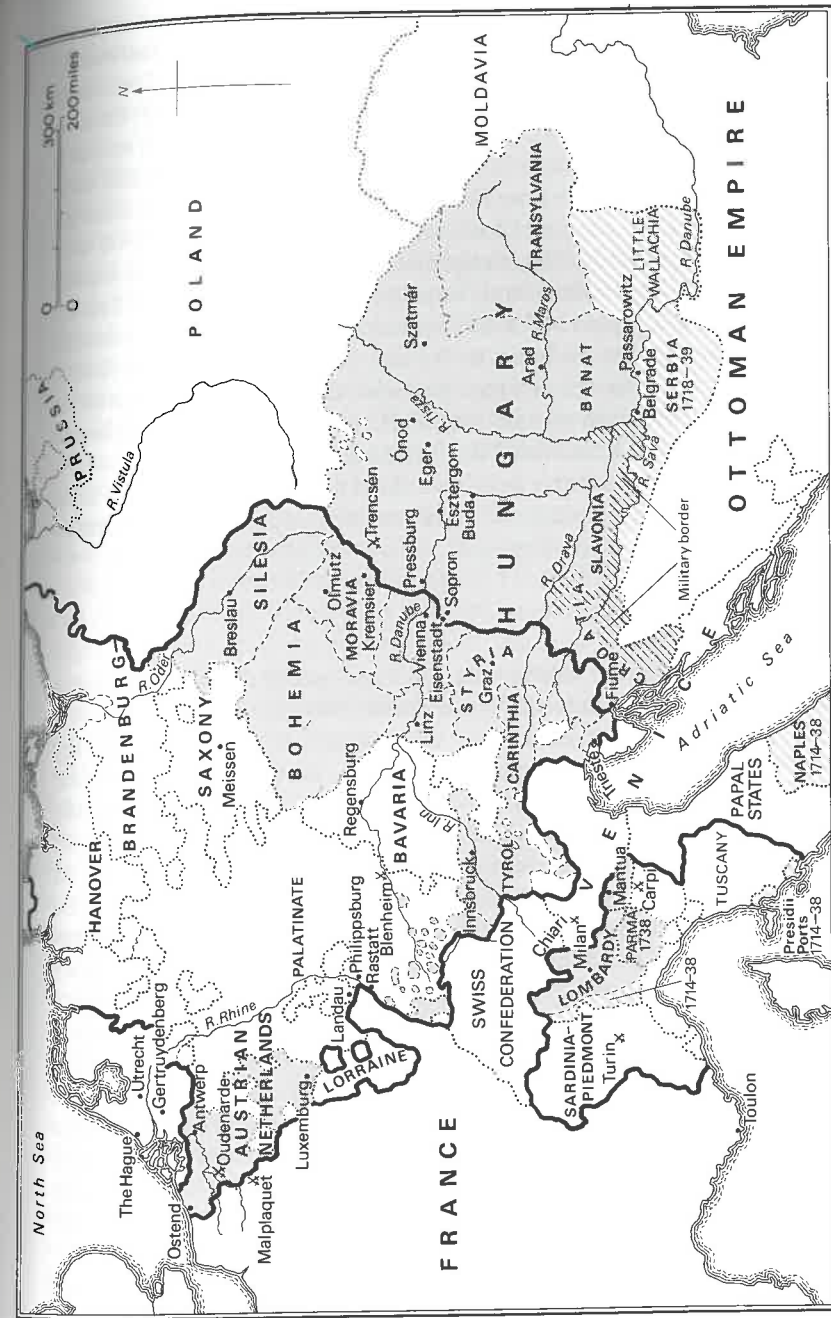 North Sea
300 km
200 miles
0
0
N
PRUSSIA
R. Vistula
POLAND
HANOVER
BRANDENBURG
R. Oder
SAXONY
Meissen
Breslau
SILESIA
The Hague
Utrecht
Gertruydenberg
R. Rhine
Ostend
Antwerp
Oudenarde
AUSTRIAN
NETHERLANDS
Malplaquet
Luxemburg
PALATINATE
Landau
Philippsburg
Rastatt
Blenheim
LORRAINE
BOHEMIA
Olmutz
MORAVIA
Kremsier
Trencsén
Regensburg
BAVARIA
R. Inn
Linz
R. Danube
Vienna
Eisenstadt
Pressburg
Sopron
Esztergom
Buda
Eger
Ónod
R. Tisza
Szatmár
MOLDAVIA
HUNGARY
TRANSYLVANIA
Arad
R. Maros
BANAT
Passarowitz
LITTLE
WALLACHIA
R. Danube
Belgrade
SERBIA
1718–39
R. Sava
R. Drava
SLAVONIA
CROATIA
Military border
OTTOMAN EMPIRE
FRANCE
SWISS
CONFEDERATION
Innsbruck
TYROL
STYRIA
Graz
CARINTHIA
Trieste
Fiume
VENICE
Adriatic Sea
Chiari
Milan
LOMBARDY
Mantua
PARMA
1738
Carpi
SARDINIA–
PIEDMONT
Turin
1714–38
TUSCANY
PAPAL
STATES
NAPLES
1714–38
Presidii
Ports
1714–38
Toulon